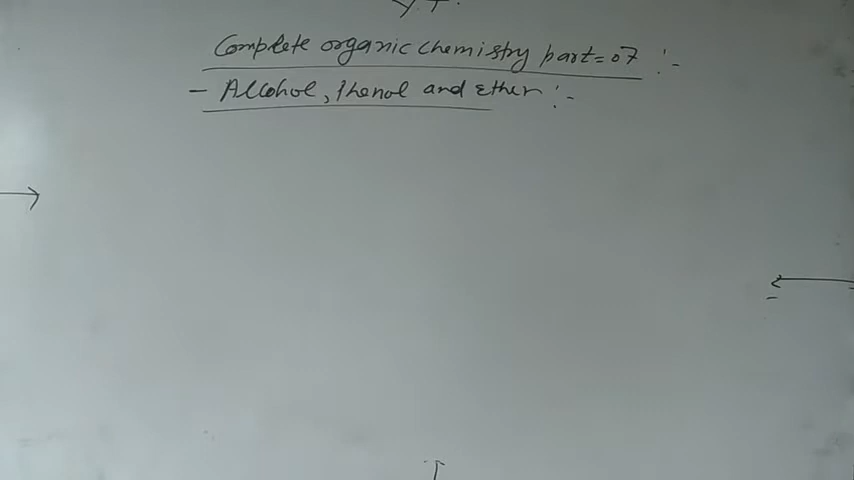 Y.T.
Complete organic chemistry part=07 :-
- Alcohol, Phenol and Ether :-